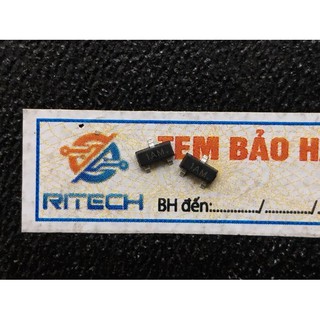 TEM BẢO H
RITECH
BH đến:............./............./.....